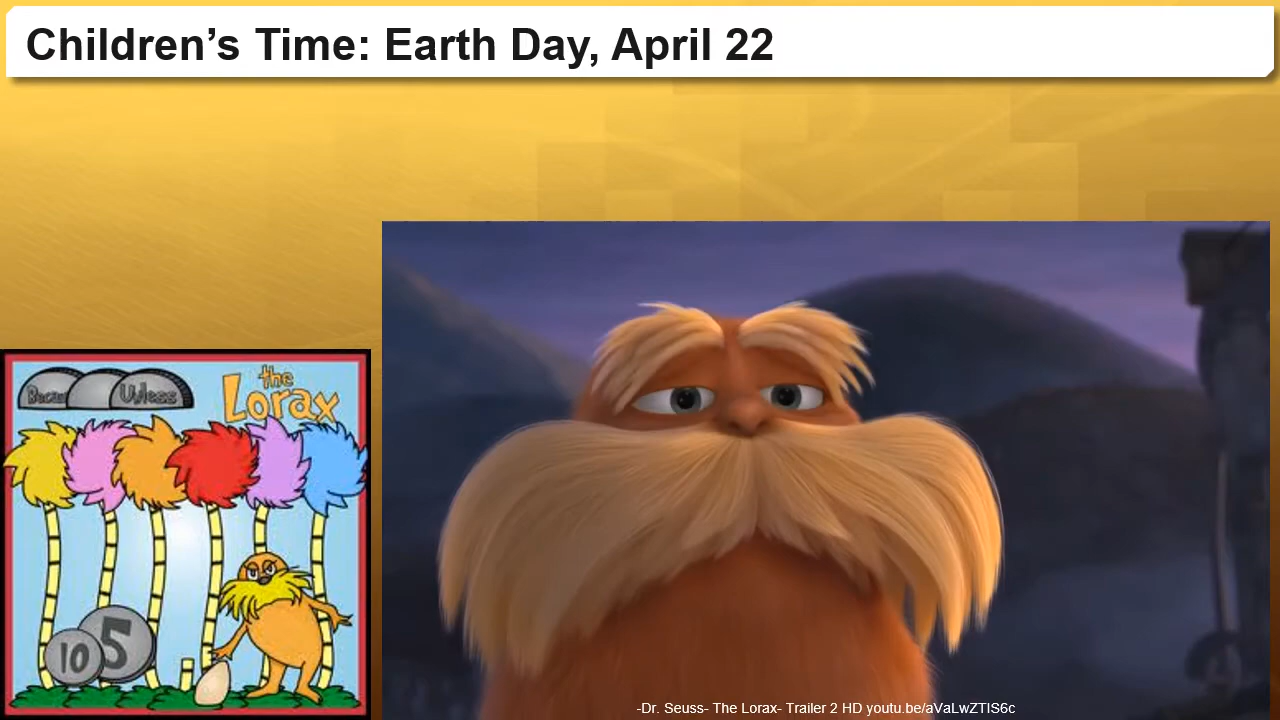 Children’s Time: Earth Day, April 22
Unless
the
Lorax
10
5
-Dr. Seuss- The Lorax- Trailer 2 HD youtu.be/aVaLwZTIS6c